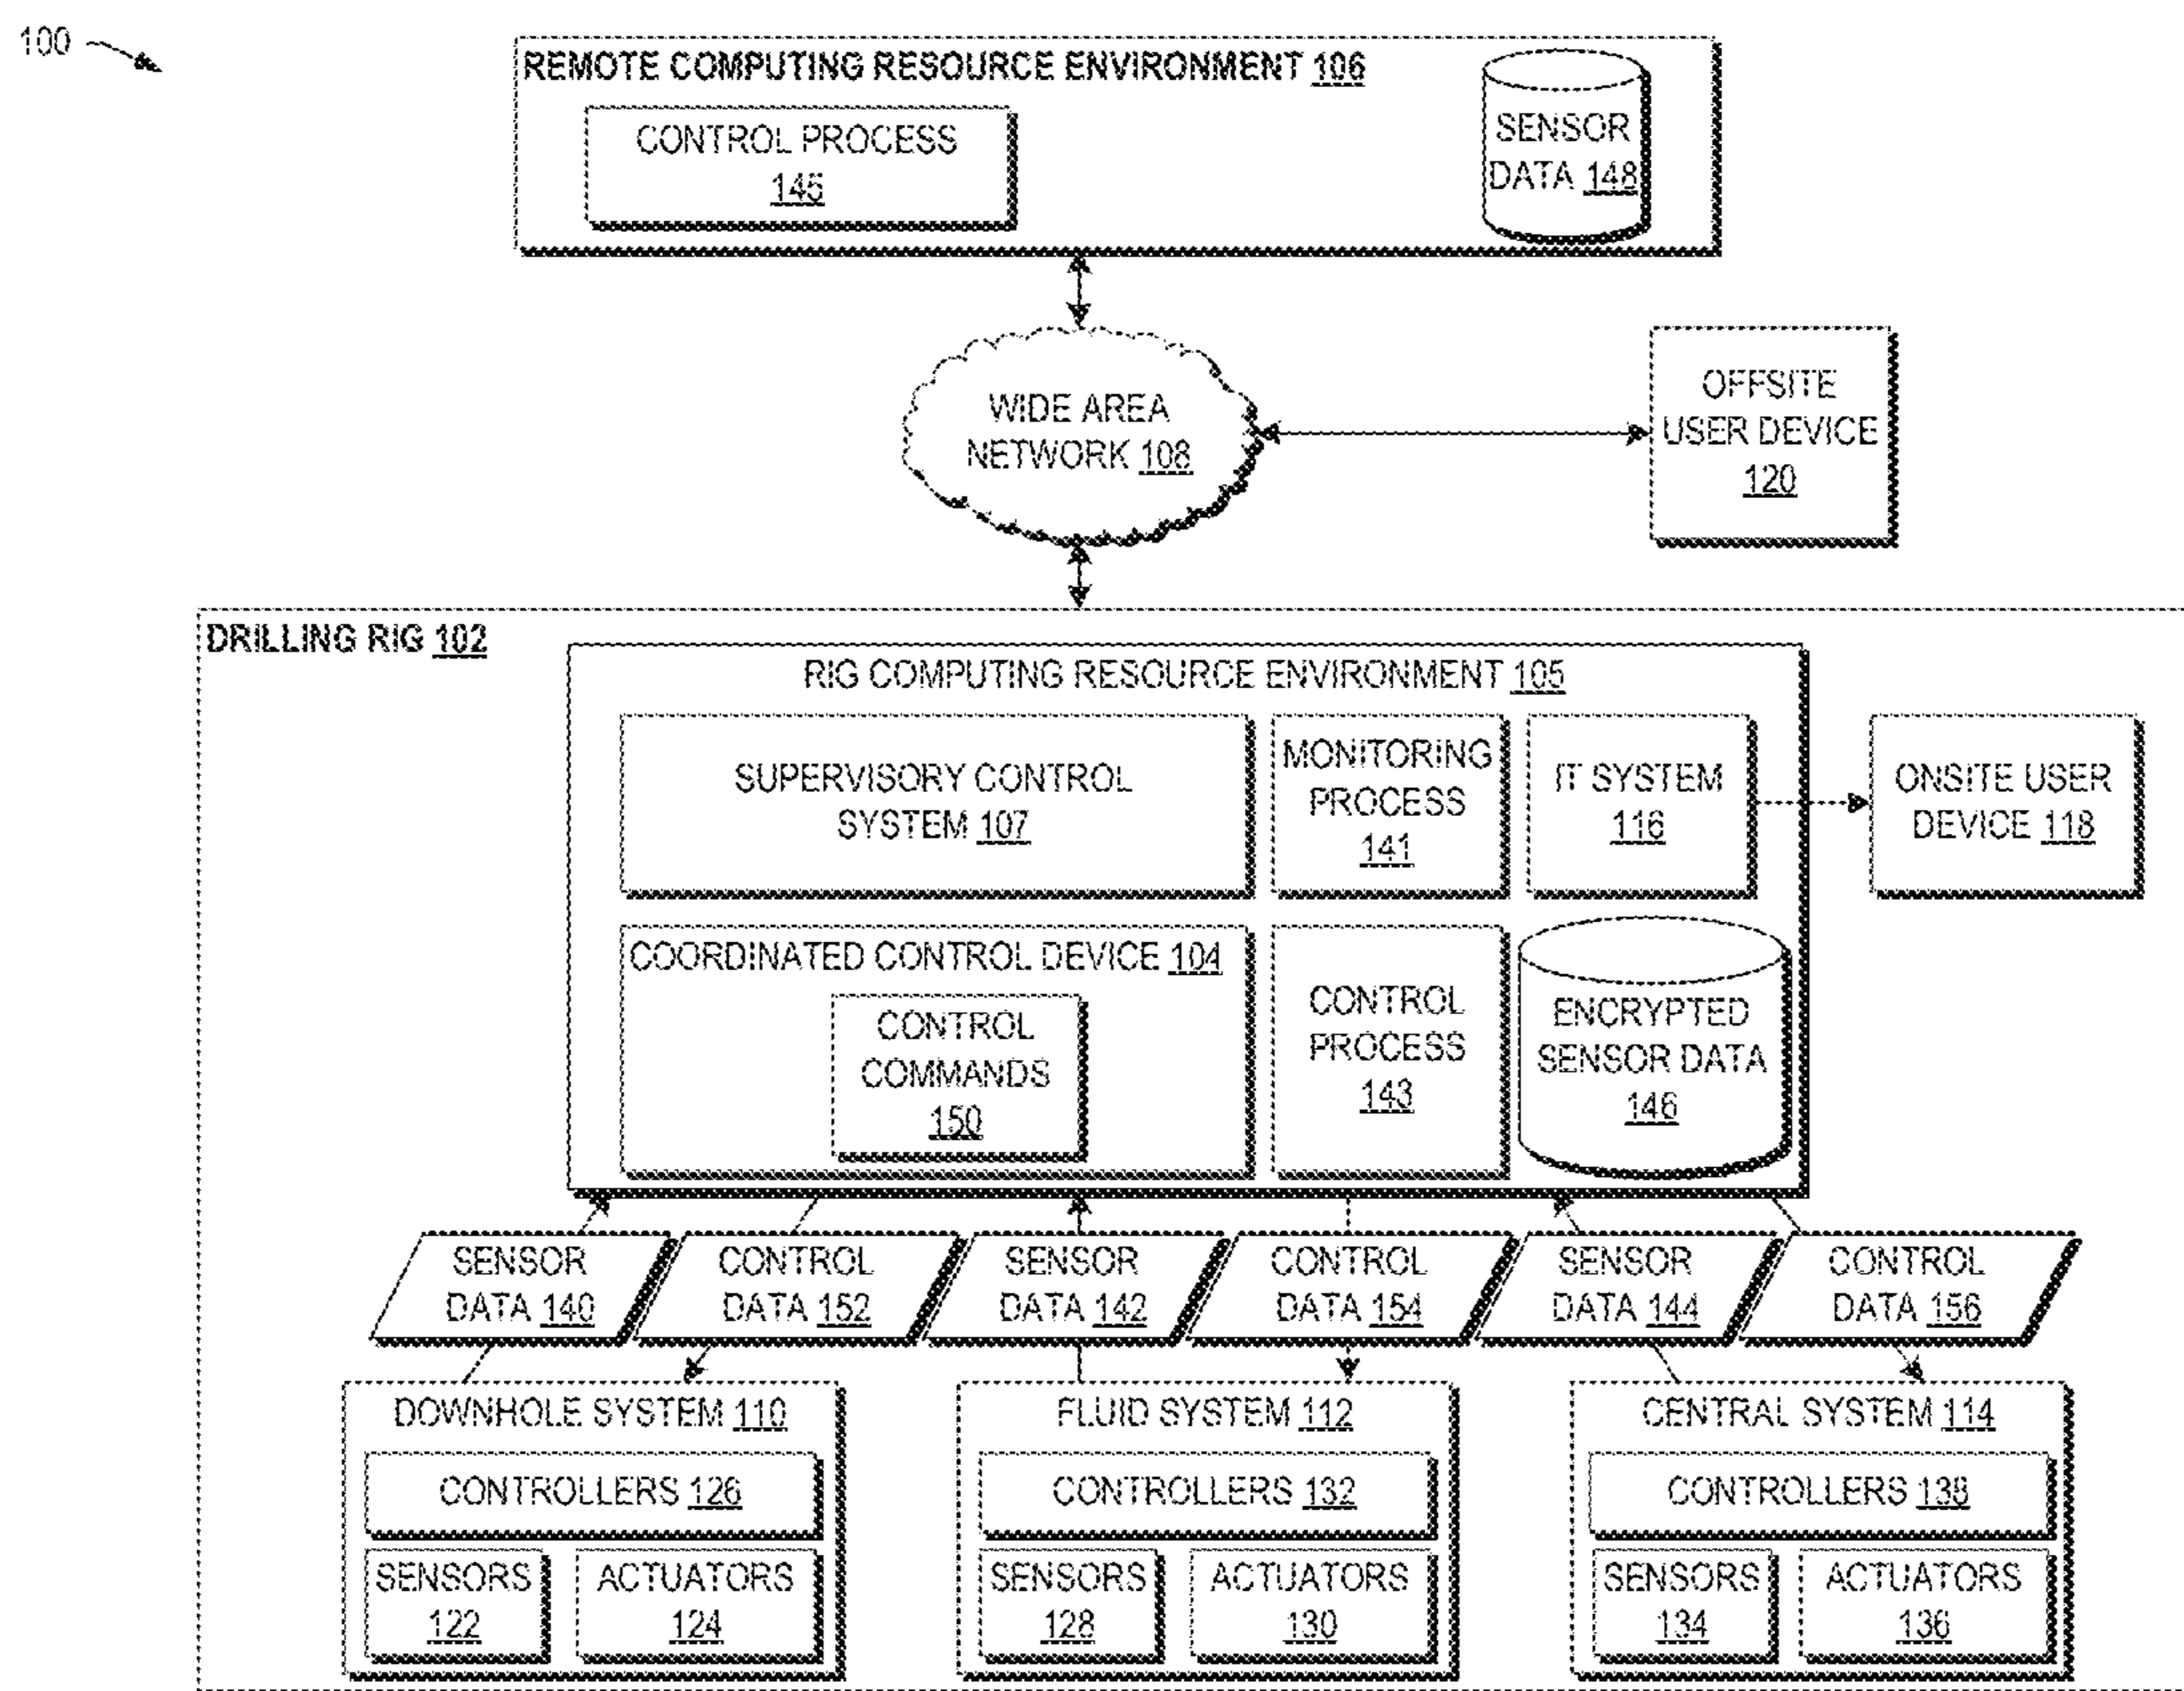 100
REMOTE COMPUTING RESOURCE ENVIRONMENT 106
CONTROL PROCESS
145
SENSOR
DATA 148
WIDE AREA
NETWORK 108
OFFSITE
USER DEVICE
120
DRILLING RIG 102
RIG COMPUTING RESOURCE ENVIRONMENT 105
SUPERVISORY CONTROL
SYSTEM 107
MONITORING
PROCESS
141
IT SYSTEM
116
ONSITE USER
DEVICE 118
COORDINATED CONTROL DEVICE 104
CONTROL
COMMANDS
150
CONTROL
PROCESS
143
ENCRYPTED
SENSOR DATA
146
SENSOR
DATA 140
CONTROL
DATA 152
SENSOR
DATA 142
CONTROL
DATA 154
SENSOR
DATA 144
CONTROL
DATA 156
DOWNHOLE SYSTEM 110
CONTROLLERS 126
SENSORS
122
ACTUATORS
124
FLUID SYSTEM 112
CONTROLLERS 132
SENSORS
128
ACTUATORS
130
CENTRAL SYSTEM 114
CONTROLLERS 138
SENSORS
134
ACTUATORS
136